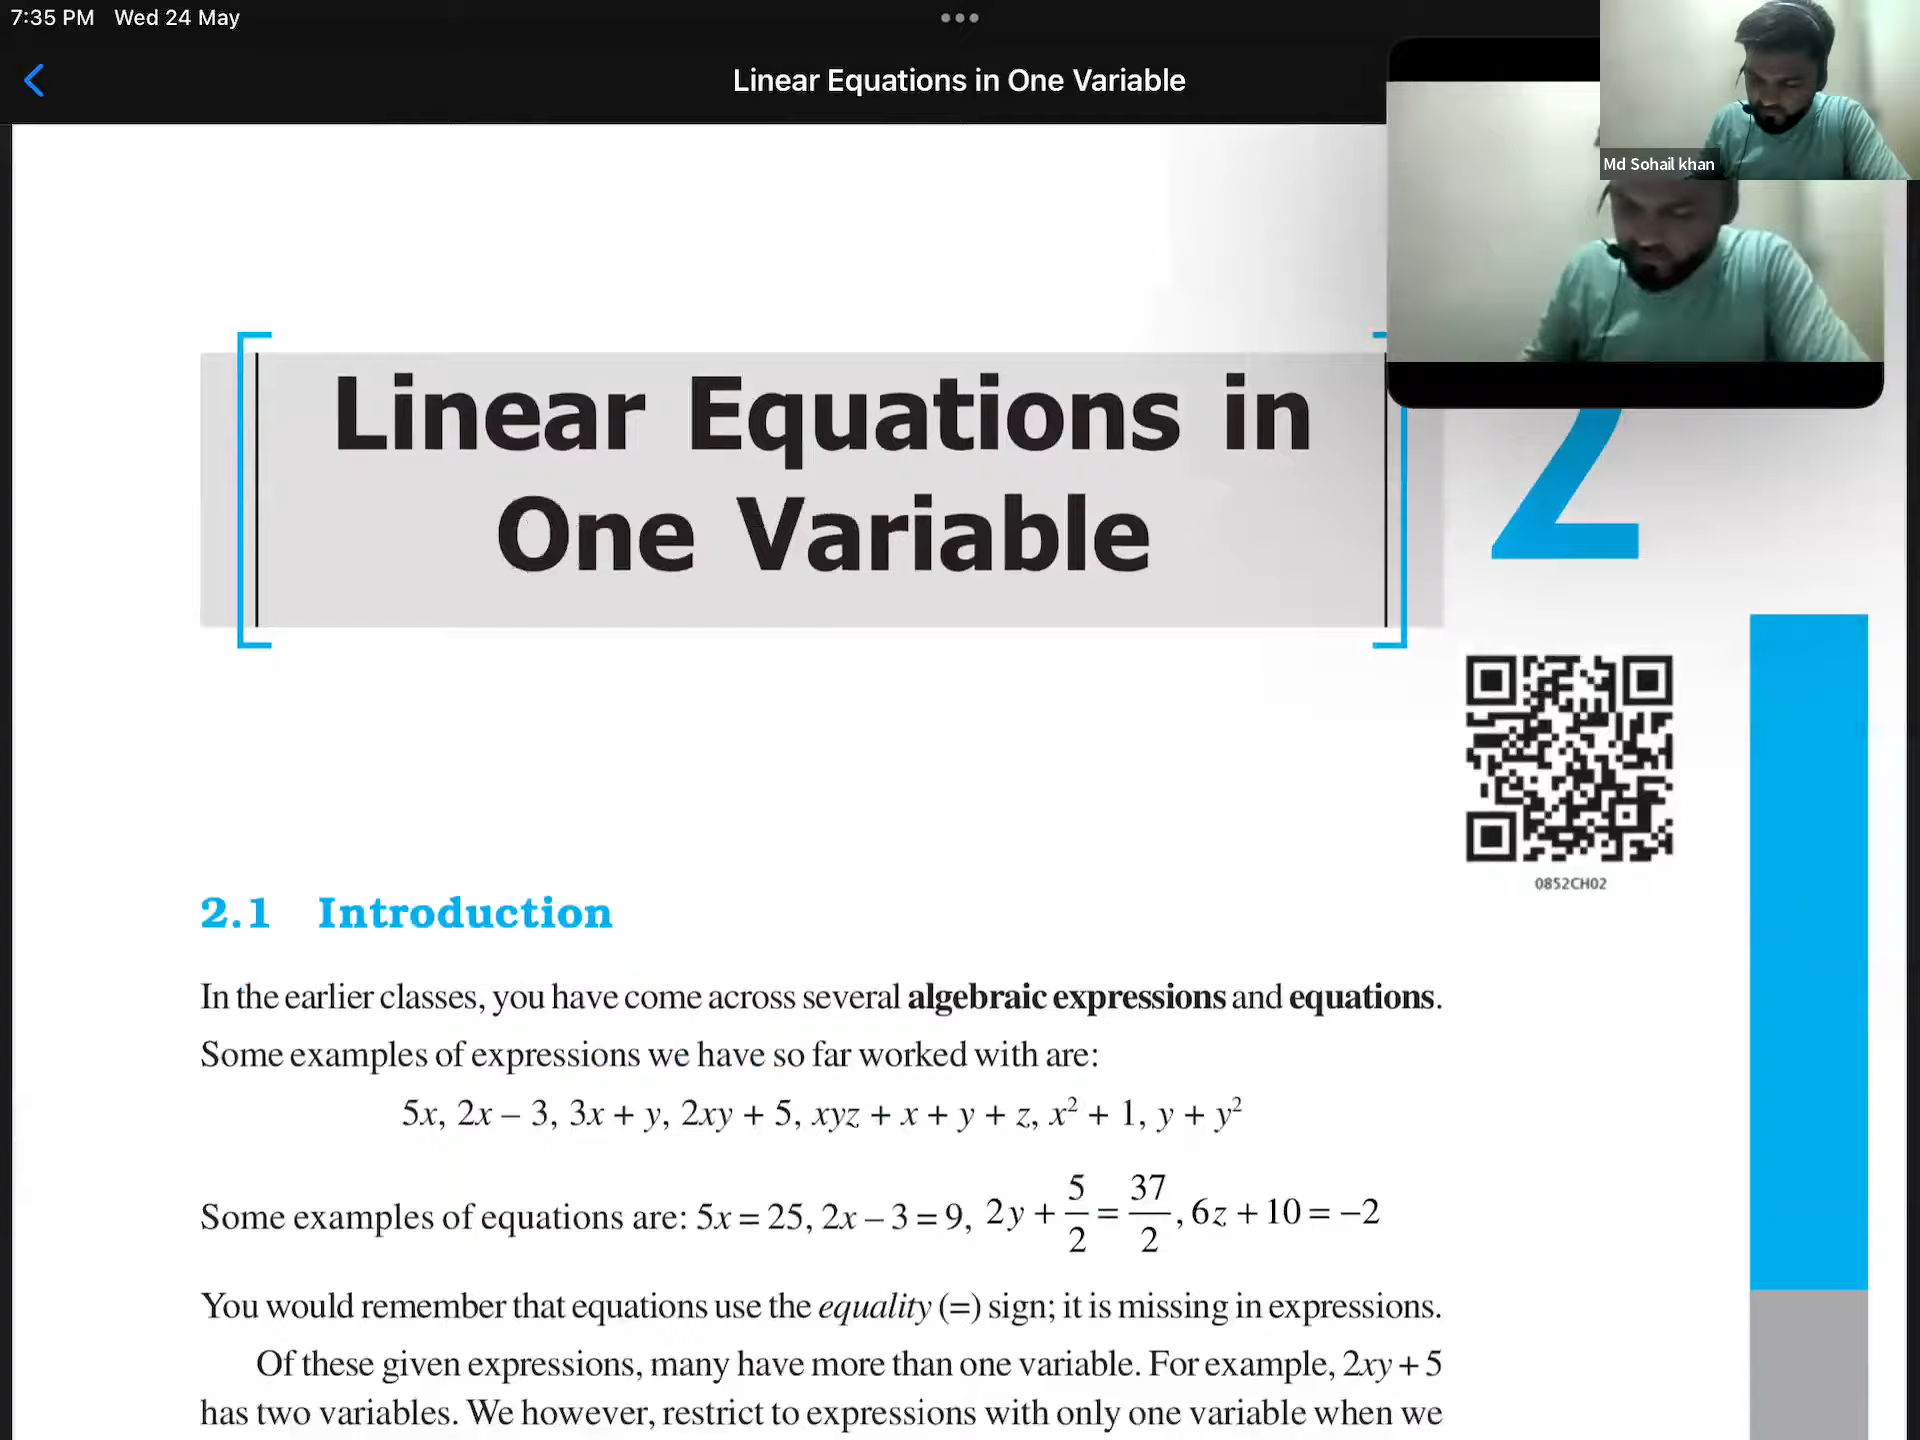 7:35 PM Wed 24 May
Linear Equations in One Variable
Md Sohail khan
Linear Equations in
One Variable
2
0852CH02
2.1 Introduction
In the earlier classes, you have come across several algebraic expressions and equations.
Some examples of expressions we have so far worked with are:
5x, 2x – 3, 3x + y, 2xy + 5, xyz + x + y + z, x² + 1, y + y²
Some examples of equations are: 5x = 25, 2x – 3 = 9, 2y + 5/2 = 37/2, 6z + 10 = −2
You would remember that equations use the equality (=) sign; it is missing in expressions.
Of these given expressions, many have more than one variable. For example, 2xy + 5
has two variables. We however, restrict to expressions with only one variable when we